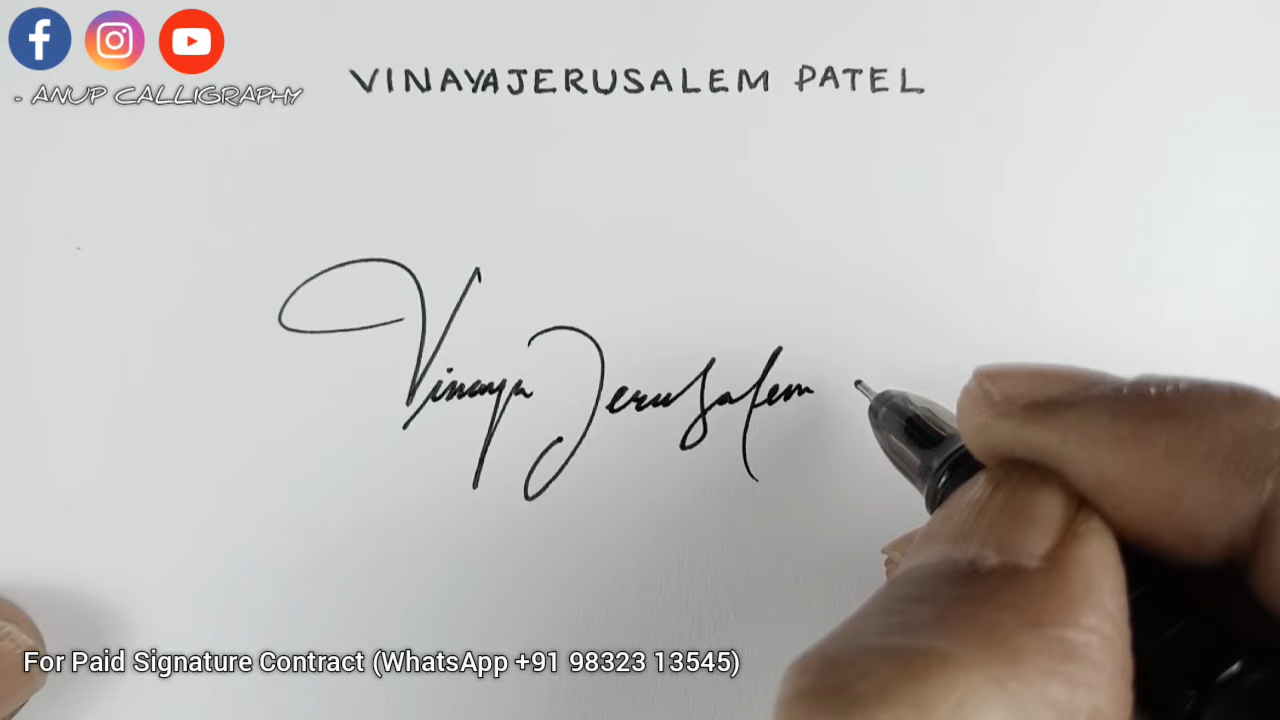 - ANUP CALLIGRAPHY
VINAYAJERUSALEM PATEL
Vinaya Jerusalem
For Paid Signature Contract (WhatsApp +91 98323 13545)